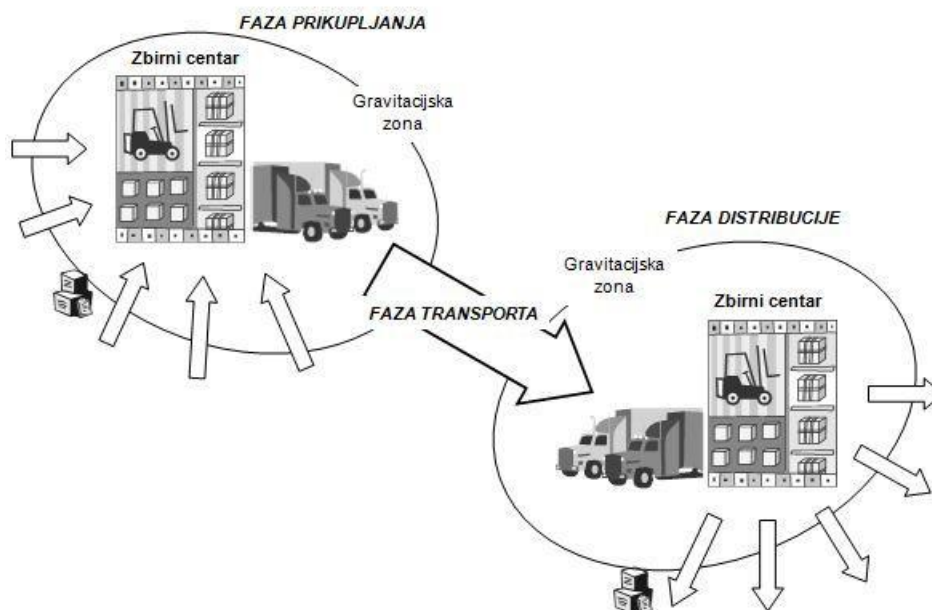 FAZA PRIKUPLJANJA
Zbirni centar
Gravitacijska
zona
FAZA TRANSPORTA
FAZA DISTRIBUCIJE
Gravitacijska
zona
Zbirni centar